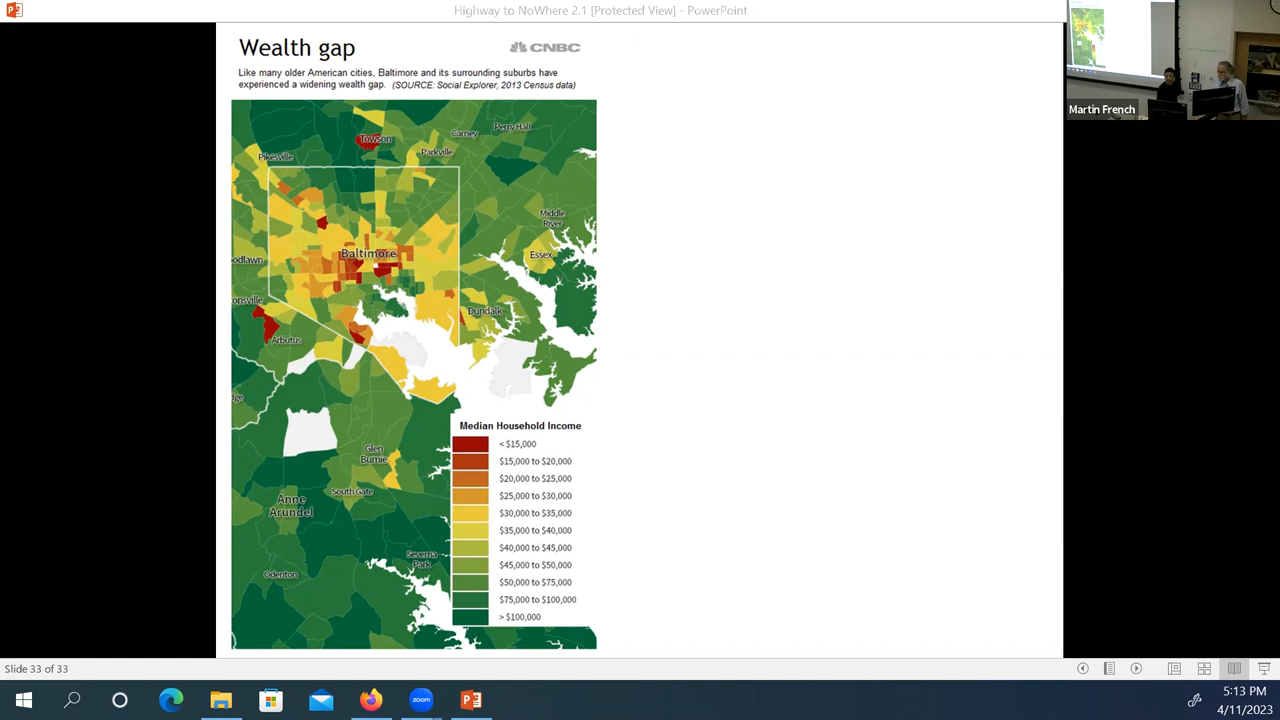 Highway to NoWhere 2.1 [Protected View] - PowerPoint
Martin French
Wealth gap
CNBC
Like many older American cities, Baltimore and its surrounding suburbs have
experienced a widening wealth gap. (SOURCE: Social Explorer, 2013 Census data)
Perry Hall
Carney
Towson
Parkville
Pikesville
Middle
River
Baltimore
Essex
odlawn
onsville
Dundalk
Arbutus
dge
Median Household Income
< $15,000
$15,000 to $20,000
$20,000 to $25,000
$25,000 to $30,000
$30,000 to $35,000
$35,000 to $40,000
$40,000 to $45,000
$45,000 to $50,000
$50,000 to $75,000
$75,000 to $100,000
> $100,000
Glen
Burnie
South Gate
Anne
Arundel
Severna
Park
Odenton
Slide 33 of 33
zoom
5:13 PM
4/11/2023